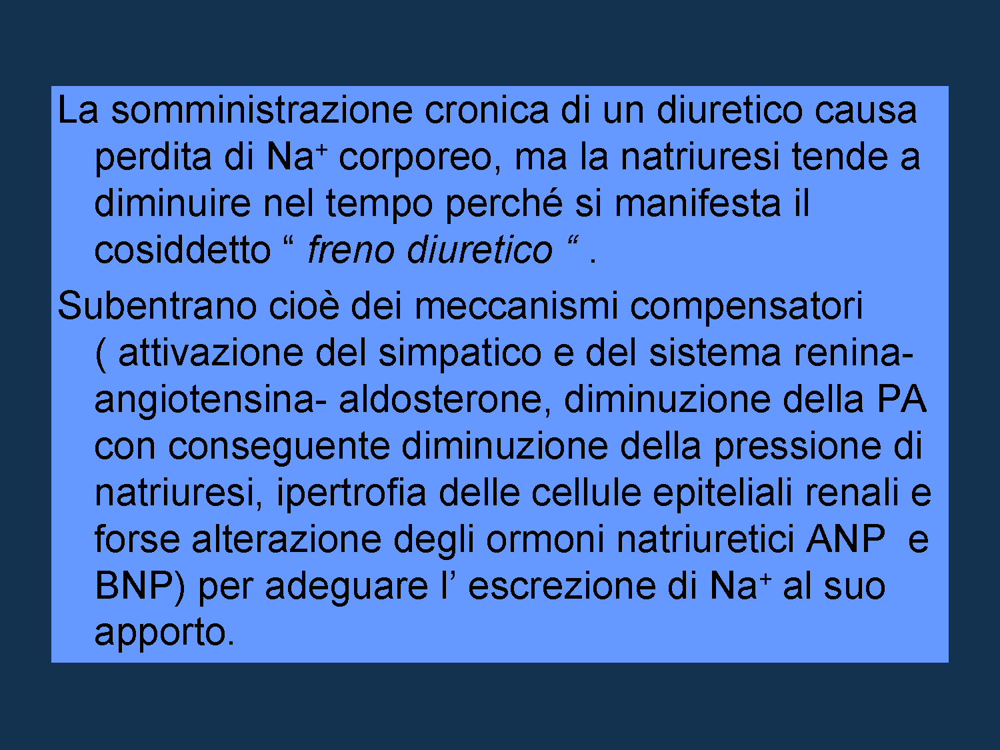 La somministrazione cronica di un diuretico causa
perdita di Na⁺ corporeo, ma la natriuresi tende a
diminuire nel tempo perché si manifesta il
cosiddetto “ freno diuretico “ .
Subentrano cioè dei meccanismi compensatori
( attivazione del simpatico e del sistema renina-
angiotensina- aldosterone, diminuzione della PA
con conseguente diminuzione della pressione di
natriuresi, ipertrofia delle cellule epiteliali renali e
forse alterazione degli ormoni natriuretici ANP e
BNP) per adeguare l’ escrezione di Na⁺ al suo
apporto.